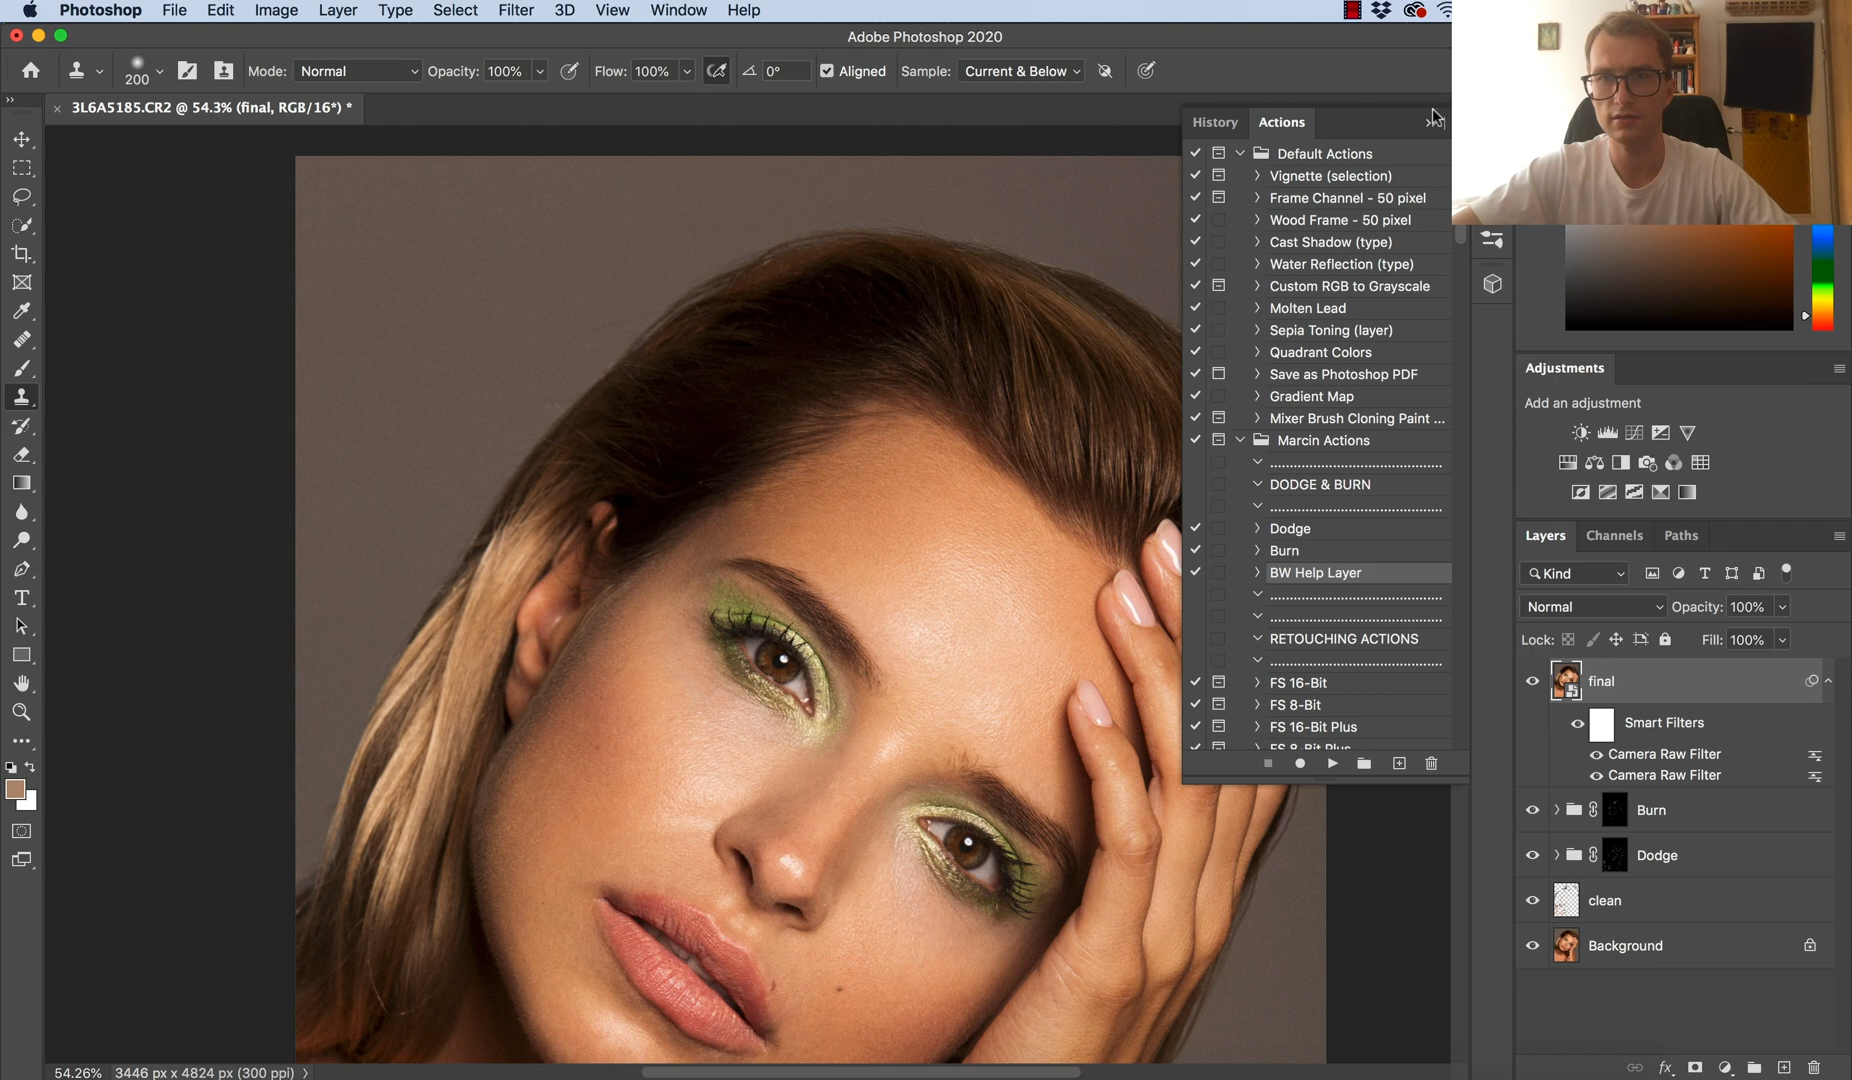 Photoshop File Edit Image Layer Type Select Filter 3D View Window Help
Adobe Photoshop 2020
200 Mode: Normal Opacity: 100% Flow: 100% 0° Aligned Sample: Current & Below
3L6A5185.CR2 @ 54.3% (final, RGB/16*) *
History Actions
Default Actions
Vignette (selection)
Frame Channel - 50 pixel
Wood Frame - 50 pixel
Cast Shadow (type)
Water Reflection (type)
Custom RGB to Grayscale
Molten Lead
Sepia Toning (layer)
Quadrant Colors
Save as Photoshop PDF
Gradient Map
Mixer Brush Cloning Paint ...
Marcin Actions
...........................................
DODGE & BURN
...........................................
Dodge
Burn
BW Help Layer
...........................................
...........................................
RETOUCHING ACTIONS
...........................................
FS 16-Bit
FS 8-Bit
FS 16-Bit Plus
FS 8-Bit Plus
Adjustments
Add an adjustment
Layers Channels Paths
Kind
Normal Opacity: 100%
Lock: Fill: 100%
final
Smart Filters
Camera Raw Filter
Camera Raw Filter
Burn
Dodge
clean
Background
54.26% 3446 px x 4824 px (300 ppi)